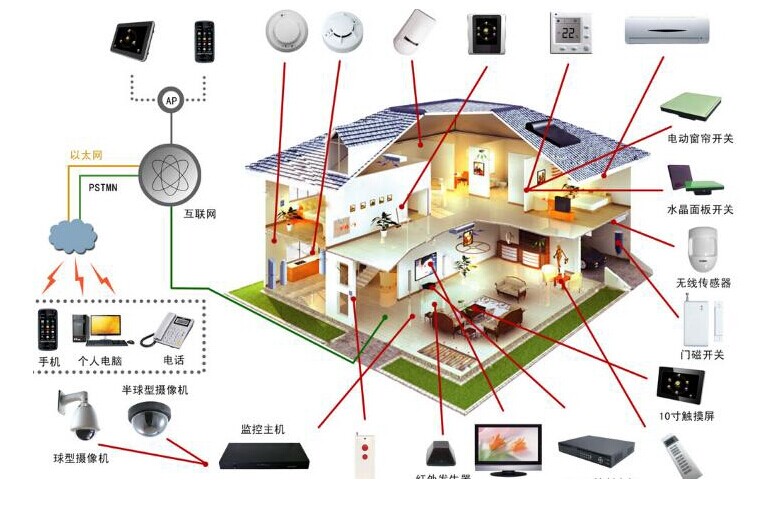 22
AP
电动窗帘开关
以太网
PSTMN
互联网
水晶面板开关
无线传感器
手机
个人电脑
电话
门磁开关
半球型摄像机
10寸触摸屏
监控主机
球型摄像机
红外发生器